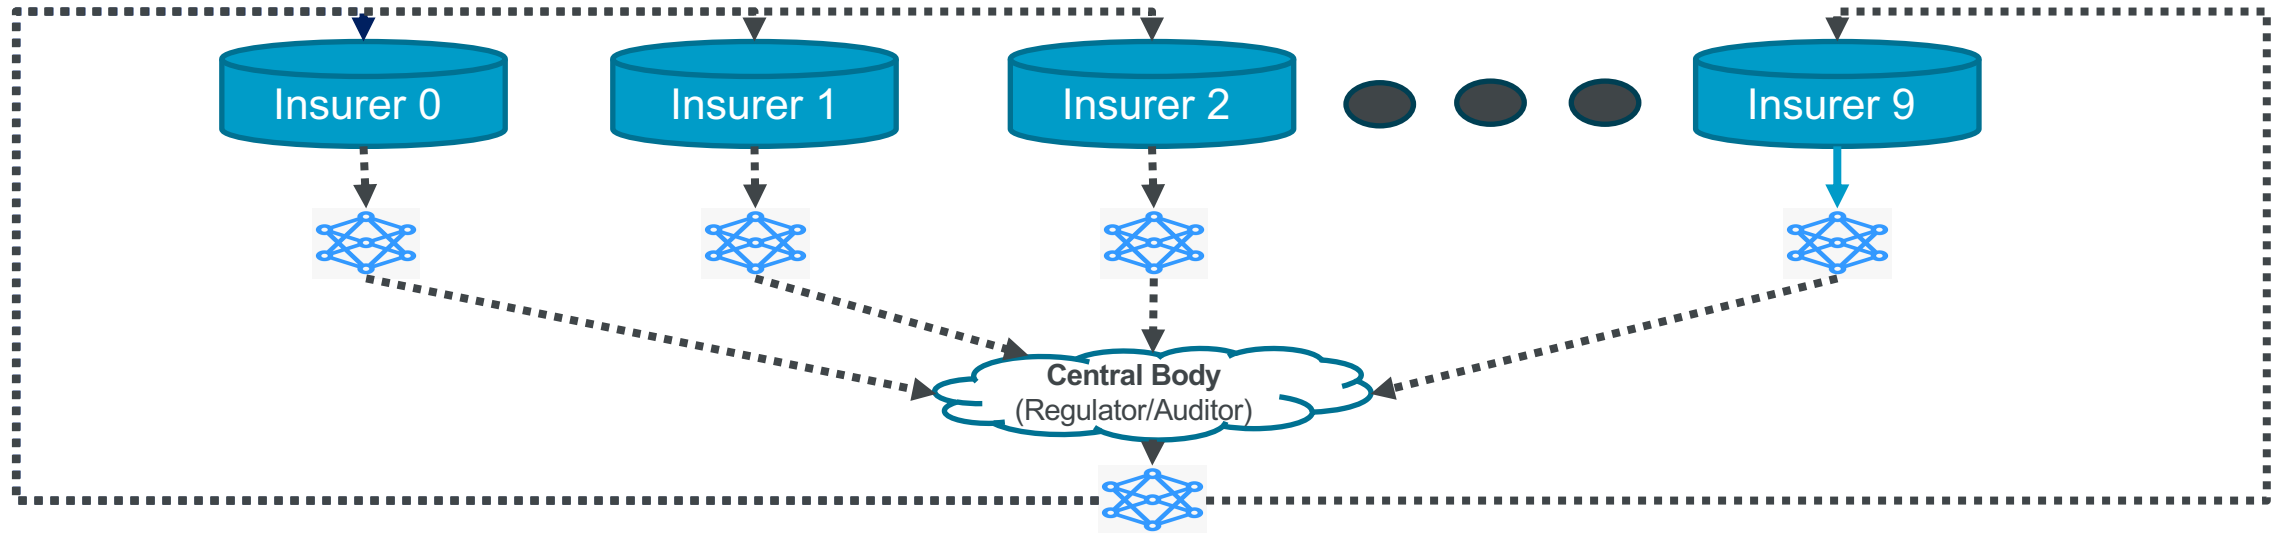 Insurer 0
Insurer 1
Insurer 2
Insurer 9
Central Body
(Regulator/Auditor)